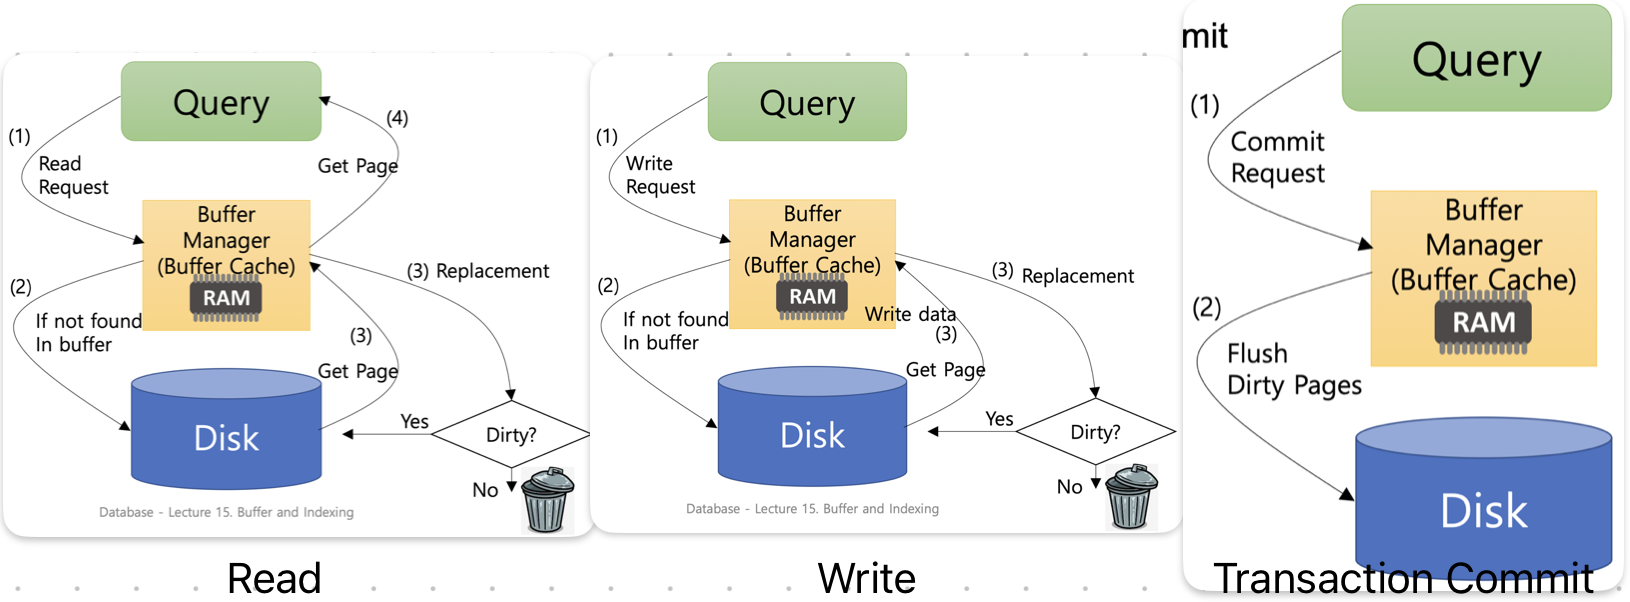 Query
(1)
Read
Request
(4)
Get Page
Buffer
Manager
(Buffer Cache)
RAM
(2)
If not found
In buffer
(3) Replacement
(3)
Get Page
Disk
Yes
Dirty?
No
Database - Lecture 15. Buffer and Indexing
Read
Query
(1)
Write
Request
Buffer
Manager
(Buffer Cache)
RAM
(2)
If not found
In buffer
(3) Replacement
Write data
(3)
Get Page
Disk
Yes
Dirty?
No
Database - Lecture 15. Buffer and Indexing
Write
mit
Query
(1)
Commit
Request
Buffer
Manager
(Buffer Cache)
RAM
(2)
Flush
Dirty Pages
Disk
Transaction Commit